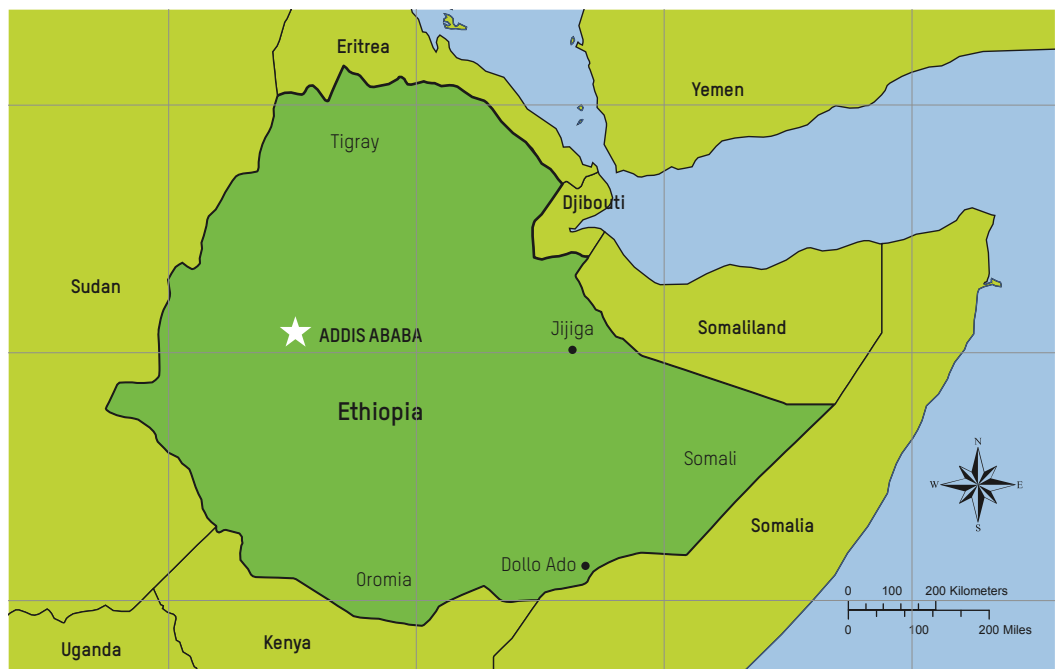 Eritrea
Yemen
Tigray
Djibouti
Sudan
ADDIS ABABA
Jijiga
Somaliland
Ethiopia
Somali
N
W
E
S
Somalia
Dollo Ado
Oromia
0 100 200 Kilometers
0 100 200 Miles
Uganda
Kenya